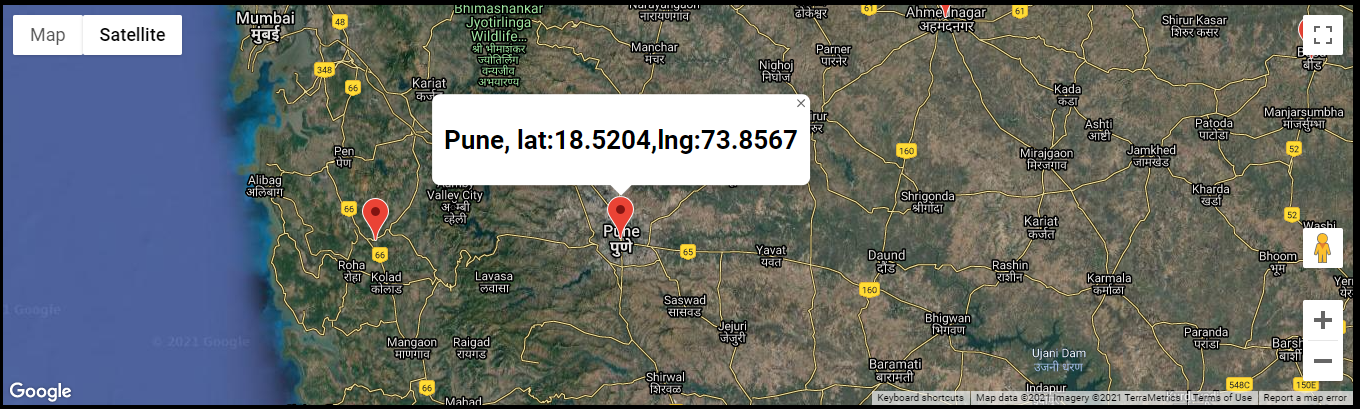 Map
Satellite
Mumbai
मुंबई
48
Bhimashankar
Jyotirlinga
Wildlife...
श्री भीमाशंकर
ज्योतिर्लिंग
वन्यजीव
अभयारण्य
नारायणगाव
Manchar
मंचर
ढोकेश्वर
61
Ahmednagar
अहमदनगर
61
Shirur Kasar
शिरुर कसर
बीड
348
66
Karjat
कर्जत
Nighoj
निघोज
Parner
पारनेर
Kada
कडा
Manjarsumbha
मांजर्सुम्भा
Ashti
आष्टी
Patoda
पाटोडा
×
Pune, lat:18.5204,lng:73.8567
Pen
पेण
160
Mirajgaon
मिरजगाव
Jamkhed
जामखेड
52
Alibag
अलिबाग
Valley City
व्हेली
Shrigonda
श्रीगोंदा
Kharda
खर्डा
66
Pune
पुणे
Karjat
कर्जत
52
Washi
66
65
Yavat
यवत
Daund
दौंड
Bhoom
भूम
Roha
रोहा
Kolad
कोलाड
Lavasa
लवासा
Rashin
राशीन
Karmala
करमाळा
160
Saswad
सासवड
© 2021 Google
Jejuri
जेजुरी
Bhigwan
भिगवण
Paranda
परांडा
Mangaon
माणगाव
Raigad
रायगड
Ujani Dam
उजनी धरण
Baramati
बारामती
Shirwal
शिरवळ
66
Mahad
Indapur
548C
150E
Google
Keyboard shortcuts
Map data ©2021 Imagery ©2021 TerraMetrics
Terms of Use
Report a map error